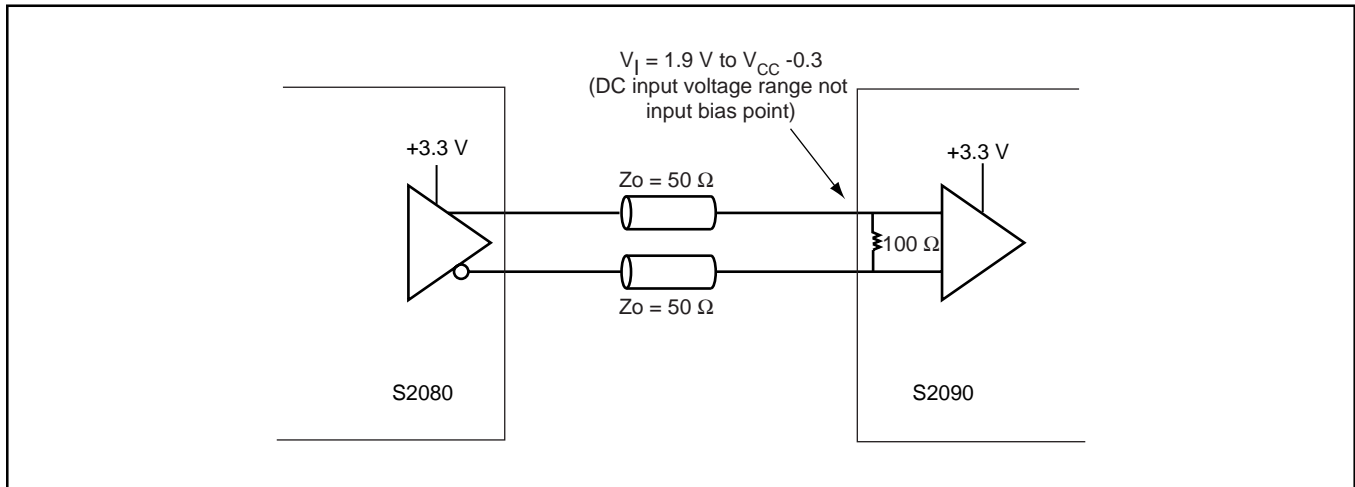 V_I = 1.9 V to V_CC -0.3
(DC input voltage range not
input bias point)
+3.3 V
+3.3 V
Zo = 50 Ω
100 Ω
Zo = 50 Ω
S2080
S2090